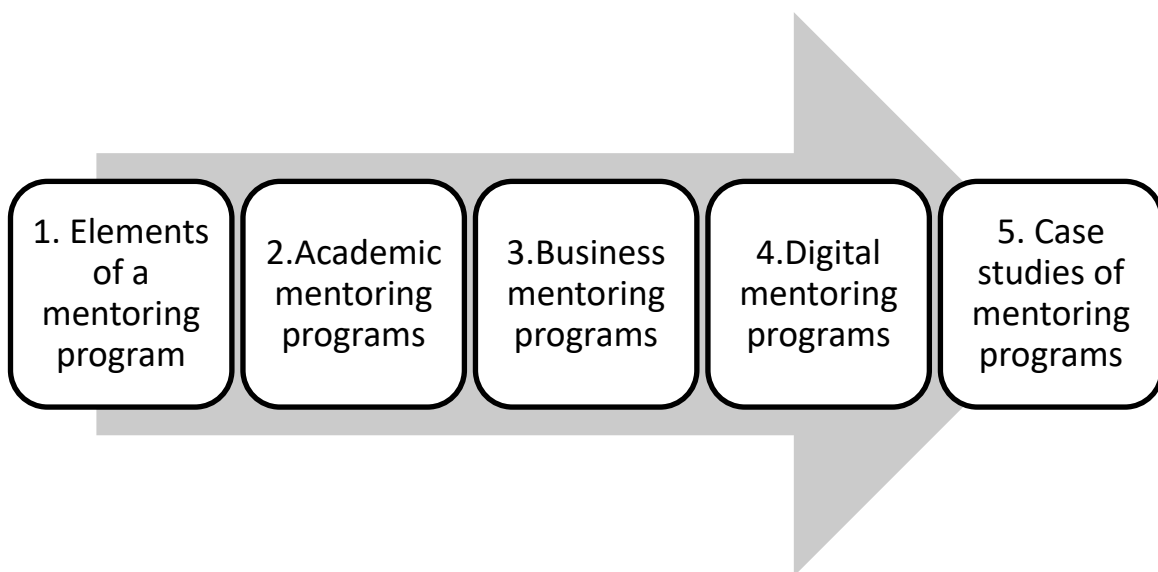 1. Elements
of a
mentoring
program
2.Academic
mentoring
programs
3.Business
mentoring
programs
4.Digital
mentoring
programs
5. Case
studies of
mentoring
programs